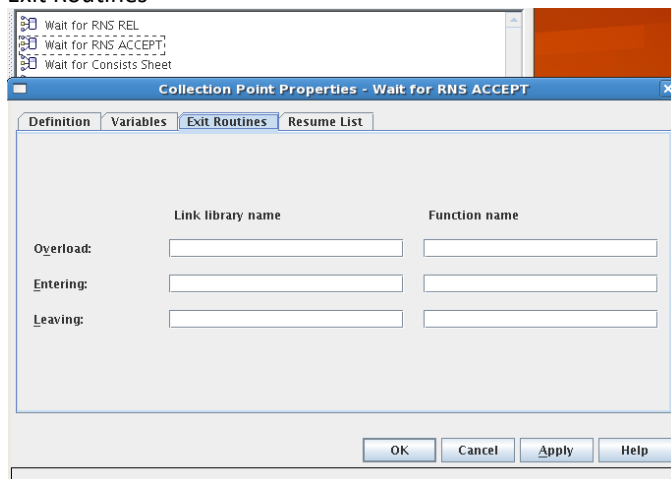 Exit Routines
Wait for RNS REL
Wait for RNS ACCEPT
Wait for Consists Sheet
Collection Point Properties - Wait for RNS ACCEPT
Definition Variables Exit Routines Resume List
Link library name Function name
Overload:
Entering:
Leaving:
OK Cancel Apply Help